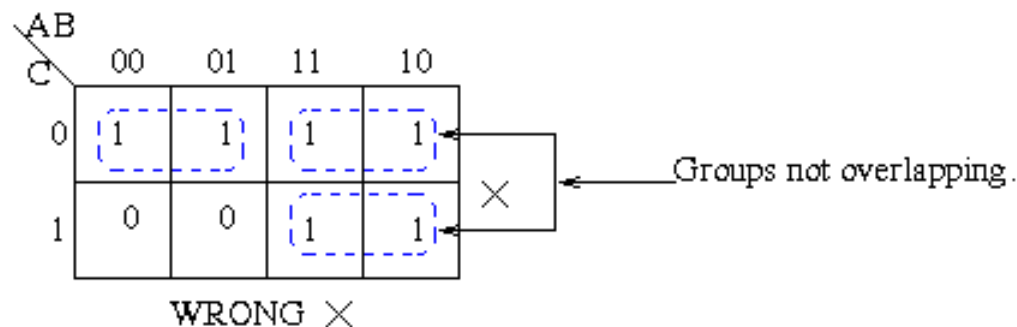 AB
C 00 01 11 10
0 1 1 1 1
Groups not overlapping.
1 0 0 1 1
WRONG ×